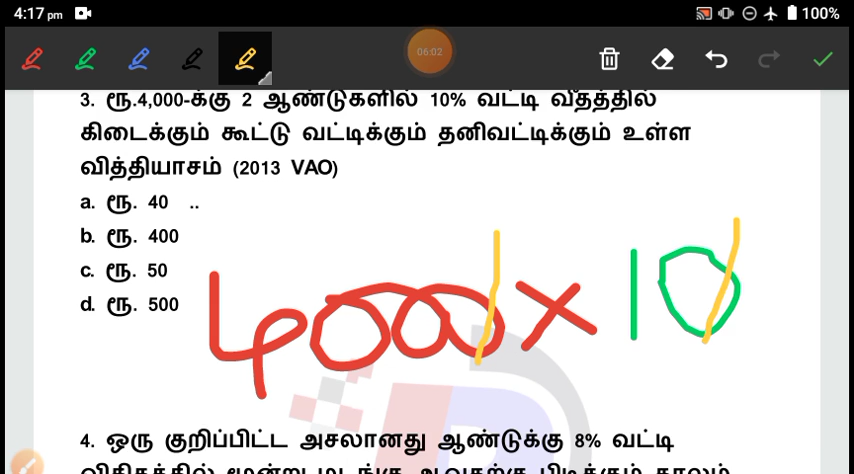 4:17 pm
100%
06:02
3. ரூ.4,000-க்கு 2 ஆண்டுகளில் 10% வட்டி வீதத்தில்
கிடைக்கும் கூட்டு வட்டிக்கும் தனிவட்டிக்கும் உள்ள
வித்தியாசம் (2013 VAO)
a. ரூ. 40 ..
b. ரூ. 400
c. ரூ. 50
d. ரூ. 500
4000 × 10
4. ஒரு குறிப்பிட்ட அசலானது ஆண்டுக்கு 8% வட்டி